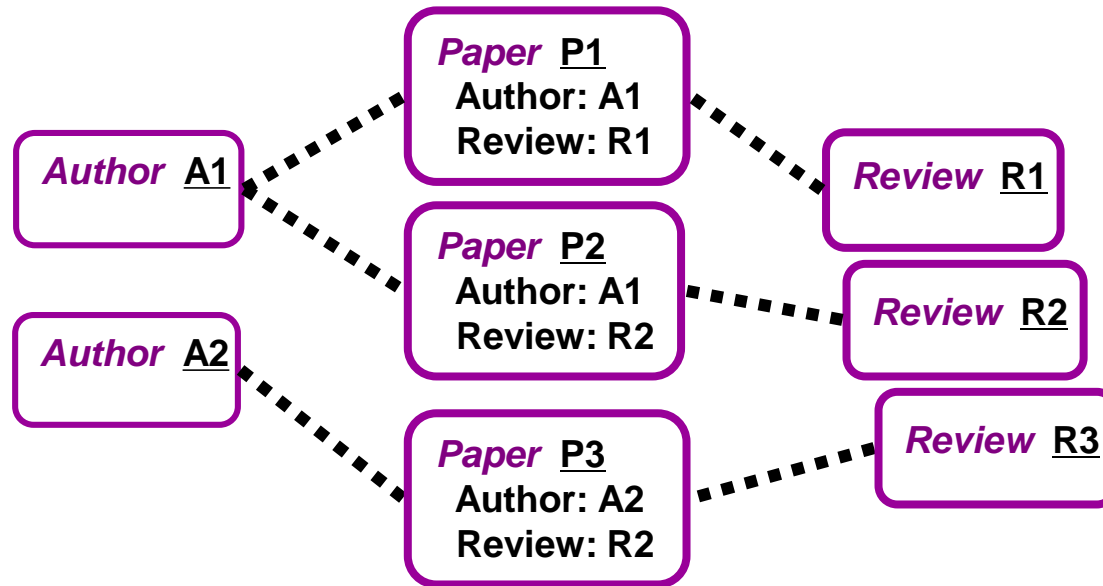 Author A1
Author A2
Paper P1
Author: A1
Review: R1
Paper P2
Author: A1
Review: R2
Paper P3
Author: A2
Review: R2
Review R1
Review R2
Review R3